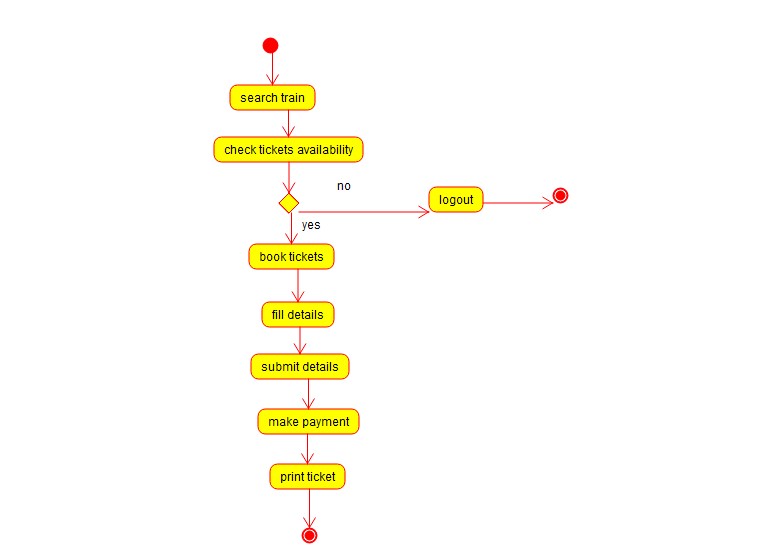 search train
check tickets availability
no
logout
yes
book tickets
fill details
submit details
make payment
print ticket